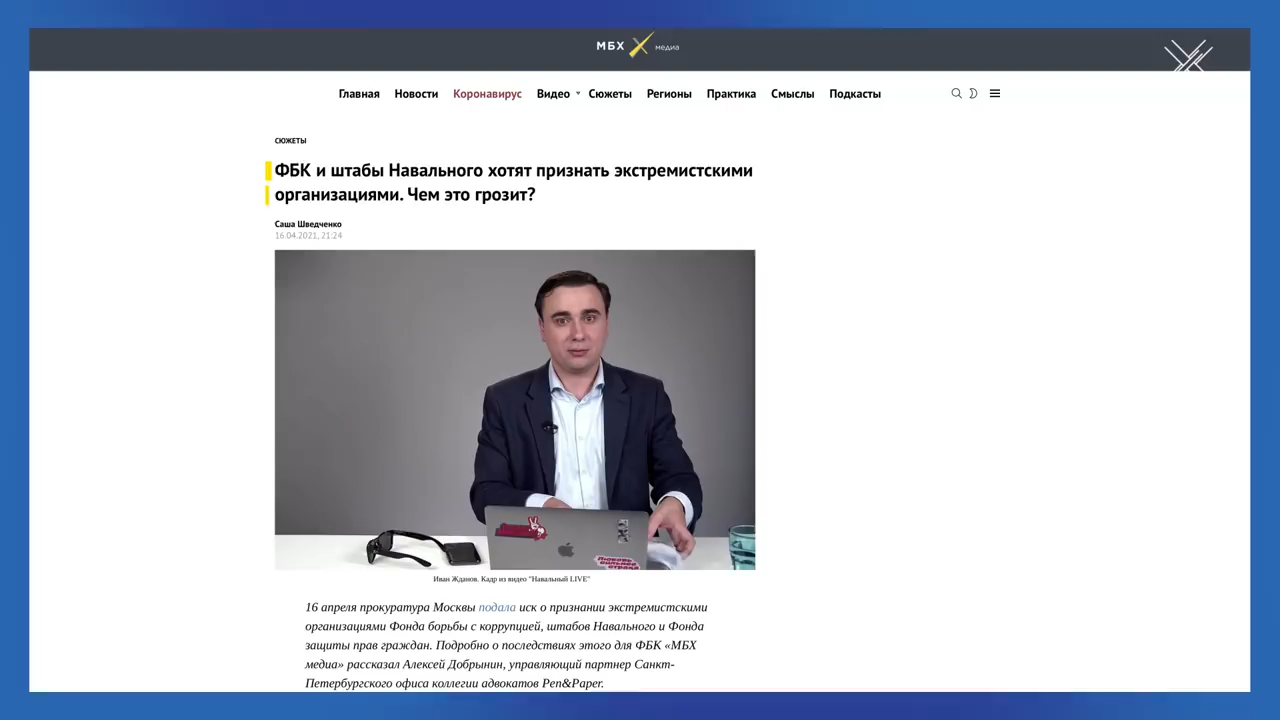 МБХ медиа
Главная Новости Коронавирус Видео Сюжеты Регионы Практика Смыслы Подкасты
СЮЖЕТЫ
ФБК и штабы Навального хотят признать экстремистскими
организациями. Чем это грозит?
Саша Шведченко
16.04.2021, 21:24
Любовь
сильнее
страха
Иван Жданов. Кадр из видео "Навальный LIVE"
16 апреля прокуратура Москвы подала иск о признании экстремистскими
организациями Фонда борьбы с коррупцией, штабов Навального и Фонда
защиты прав граждан. Подробно о последствиях этого для ФБК «МБХ
медиа» рассказал Алексей Добрынин, управляющий партнер Санкт-
Петербургского офиса коллегии адвокатов Pen&Paper.